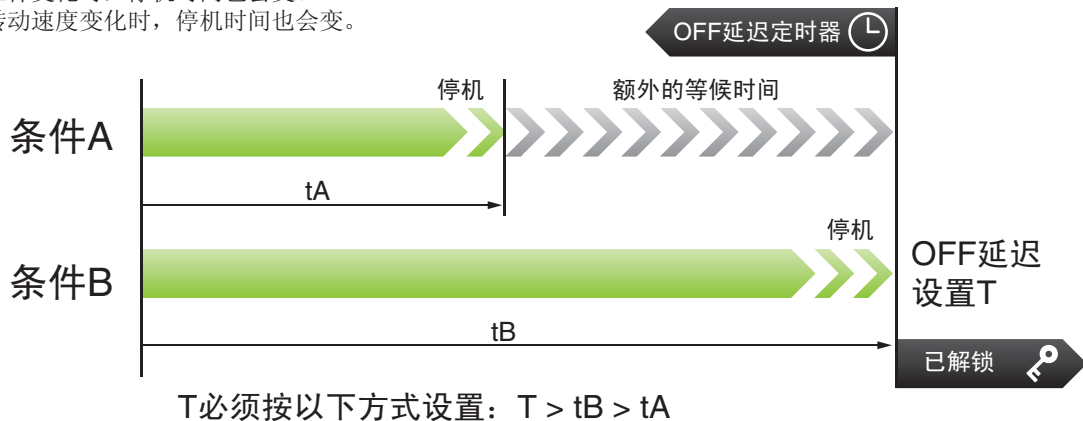 转动速度变化时，停机时间也会变。
OFF延迟定时器
停机
额外的等候时间
条件A
tA
停机
条件B
OFF延迟
设置T
tB
已解锁
T必须按以下方式设置：T > tB > tA